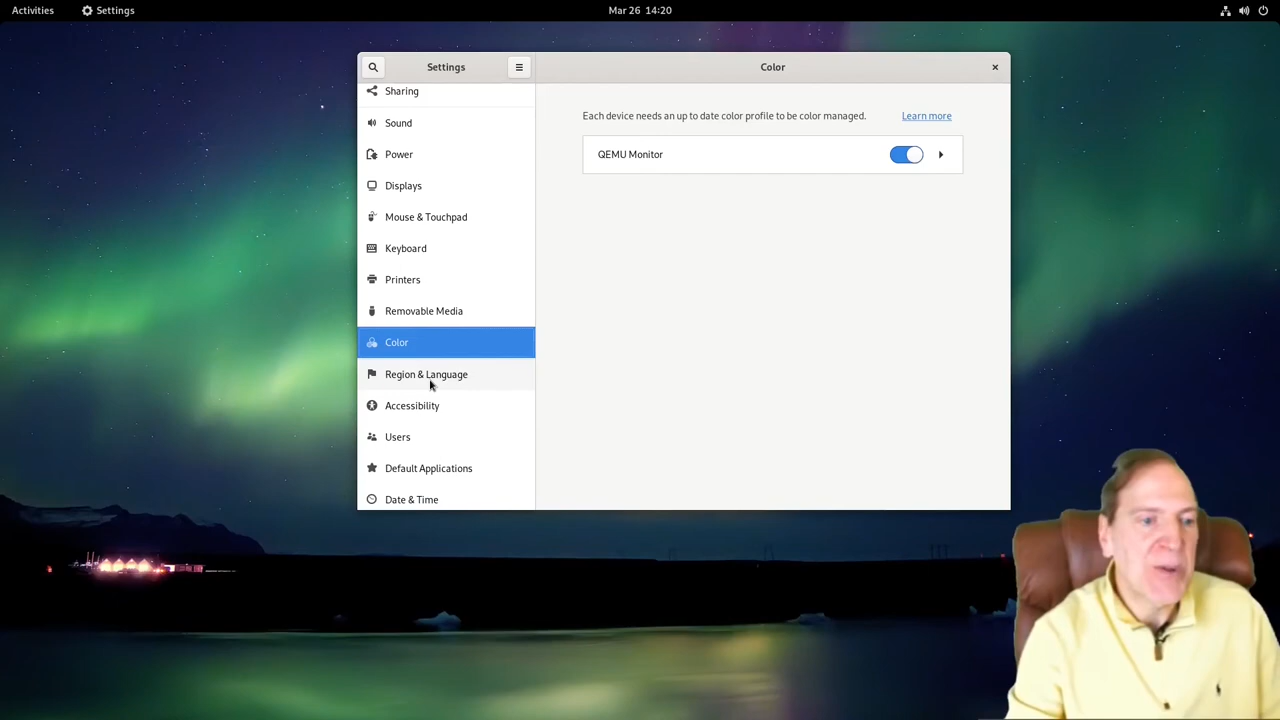 Activities
Settings
Mar 26 14:20
Settings
Color
Sharing
Sound
Power
Displays
Mouse & Touchpad
Keyboard
Printers
Removable Media
Color
Region & Language
Accessibility
Users
Default Applications
Date & Time
Each device needs an up to date color profile to be color managed.
Learn more
QEMU Monitor